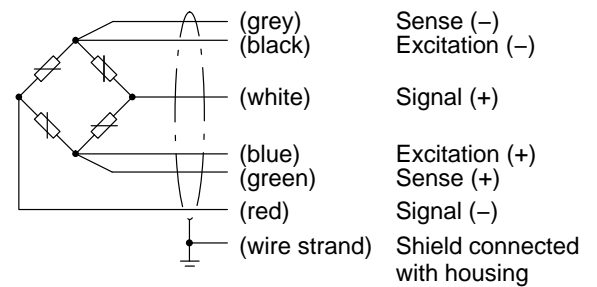 (grey) Sense (−)
(black) Excitation (−)
(white) Signal (+)
(blue) Excitation (+)
(green) Sense (+)
(red) Signal (−)
(wire strand) Shield connected
with housing